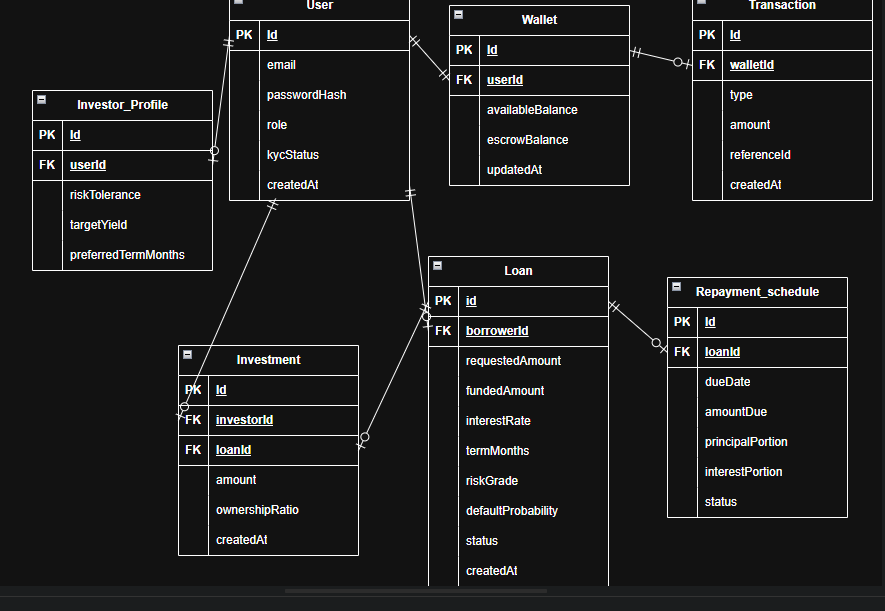 User
PK Id
email
passwordHash
role
kycStatus
createdAt
Wallet
PK Id
FK userId
availableBalance
escrowBalance
updatedAt
Transaction
PK Id
FK walletId
type
amount
referenceId
createdAt
Investor_Profile
PK Id
FK userId
riskTolerance
targetYield
preferredTermMonths
Loan
PK id
FK borrowerId
requestedAmount
fundedAmount
interestRate
termMonths
riskGrade
defaultProbability
status
createdAt
Repayment_schedule
PK Id
FK loanId
dueDate
amountDue
principalPortion
interestPortion
status
Investment
PK Id
FK investorId
FK loanId
amount
ownershipRatio
createdAt